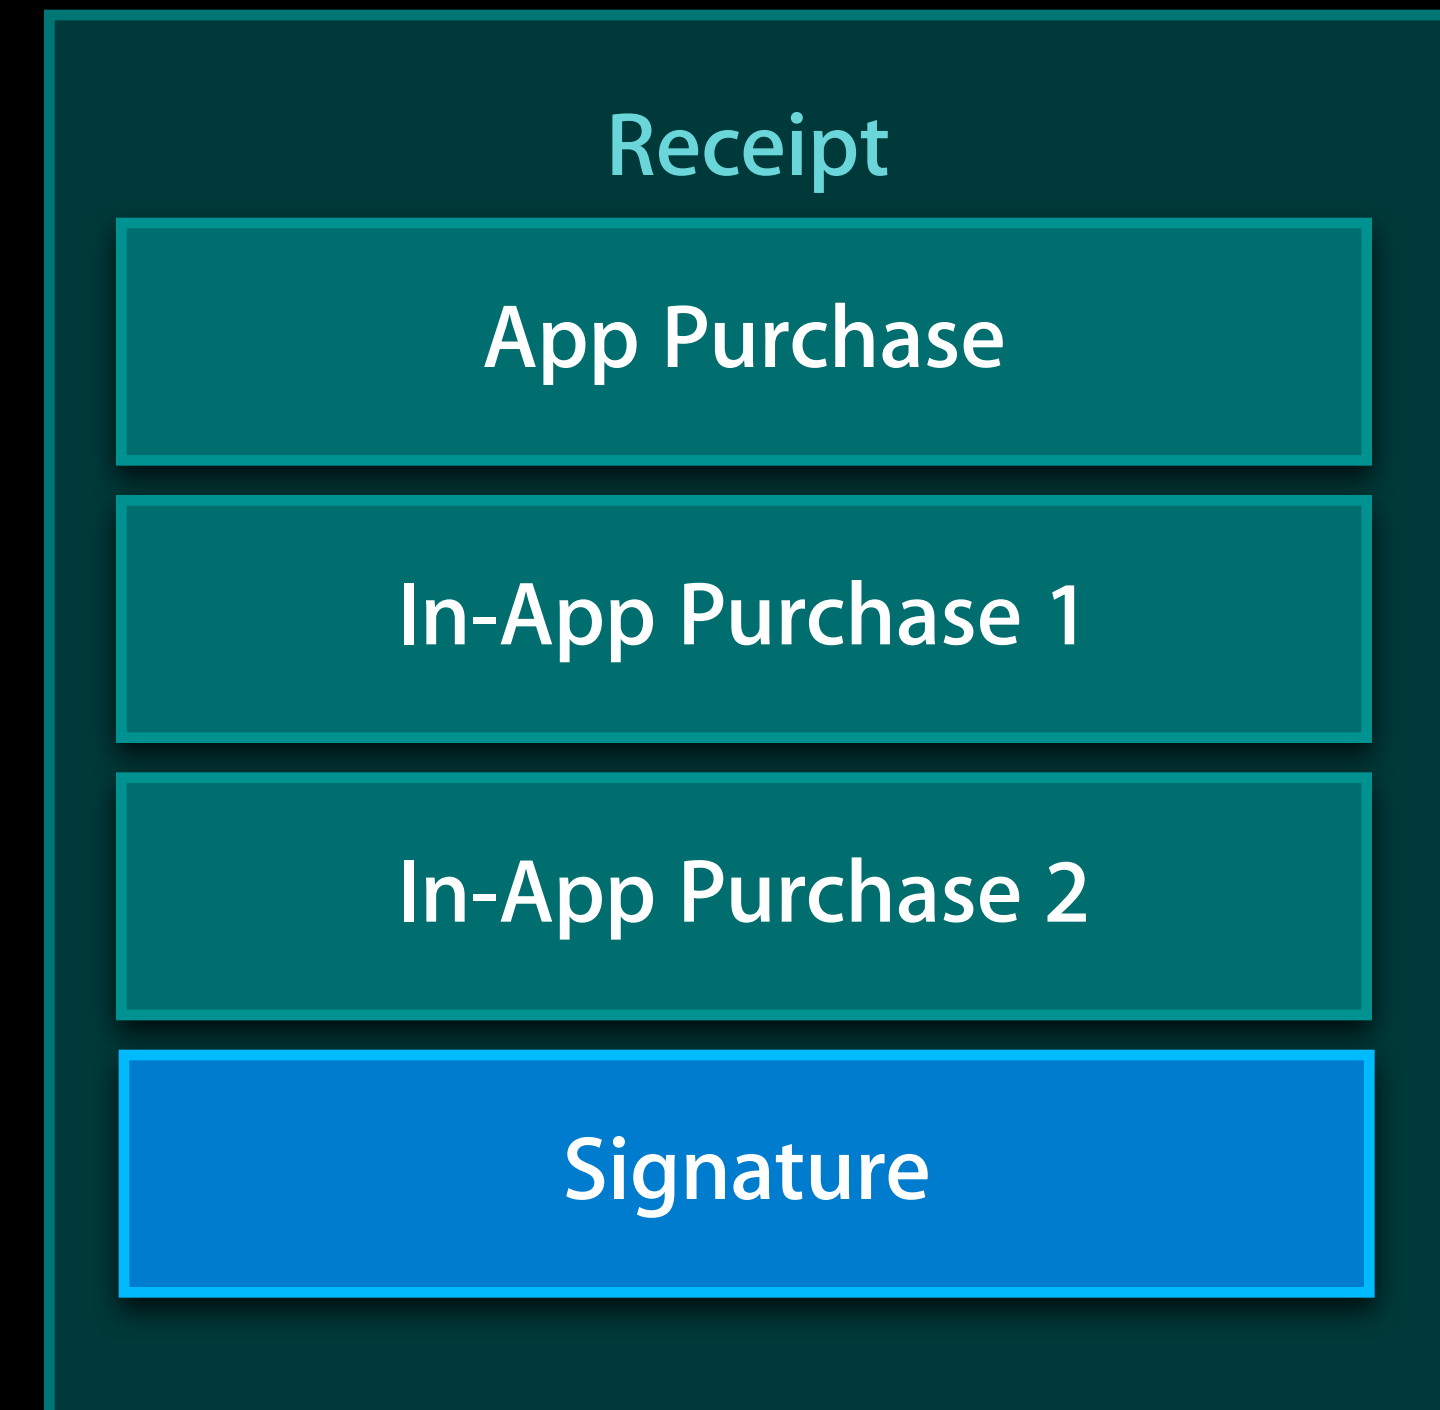 Receipt
App Purchase
In-App Purchase 1
In-App Purchase 2
Signature